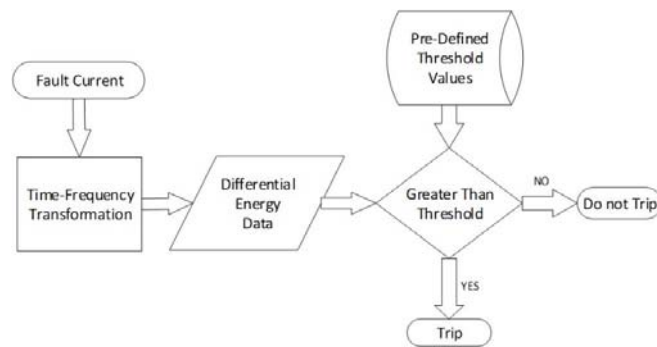 Fault Current
Time-Frequency
Transformation
Differential
Energy
Data
Pre-Defined
Threshold
Values
Greater Than
Threshold
NO
Do not Trip
YES
Trip